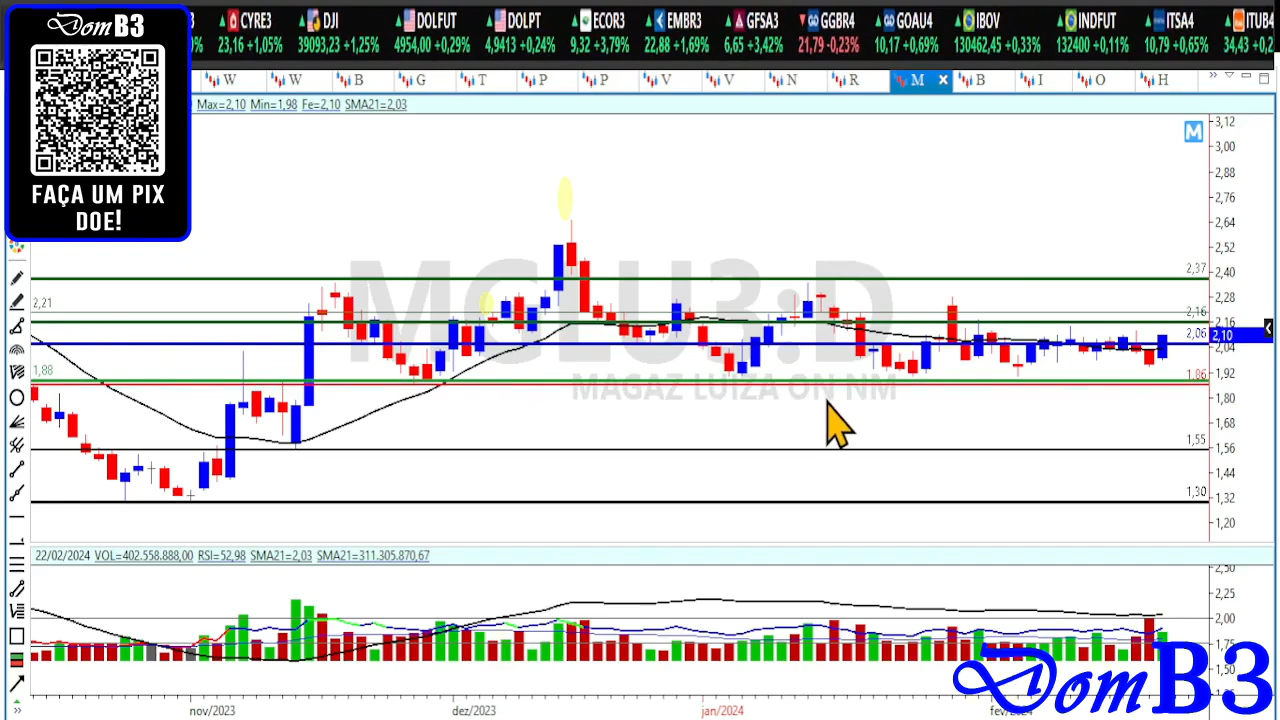 Dom B3
FAÇA UM PIX
DOE!
3 CYRE3 DJI DOLFUT DOLPT ECOR3 EMBR3 GFSA3 GGBR4 GOAU4 IBOV INDFUT ITSA4 ITUB4
0% 23,16 +1,05% 39093,23 +1,25% 4954,00 +0,29% 4,9413 +0,24% 9,32 +3,79% 22,88 +1,69% 6,65 +3,42% 21,79 -0,23% 10,17 +0,69% 130462,45 +0,33% 132400 +0,11% 10,79 +0,65% 34,43 +0,2
W W B G T P P V V N R M × B I O H
Max=2,10 Min=1,98 Fe=2,10 SMA21=2,03
M
MGLU3:D
MAGAZ LUIZA ON NM
2,21
1,88
2,37
2,16
2,06
1,86
1,55
1,30
3,12
3,00
2,88
2,76
2,64
2,52
2,40
2,28
2,16
2,10
2,04
1,92
1,80
1,68
1,56
1,44
1,32
1,20
22/02/2024 VOL=402.558.888,00 RSI=52,98 SMA21=2,03 SMA21=311.305.870,67
2,50
2,25
2,00
1,75
1,50
nov/2023 dez/2023 jan/2024
Dom B3